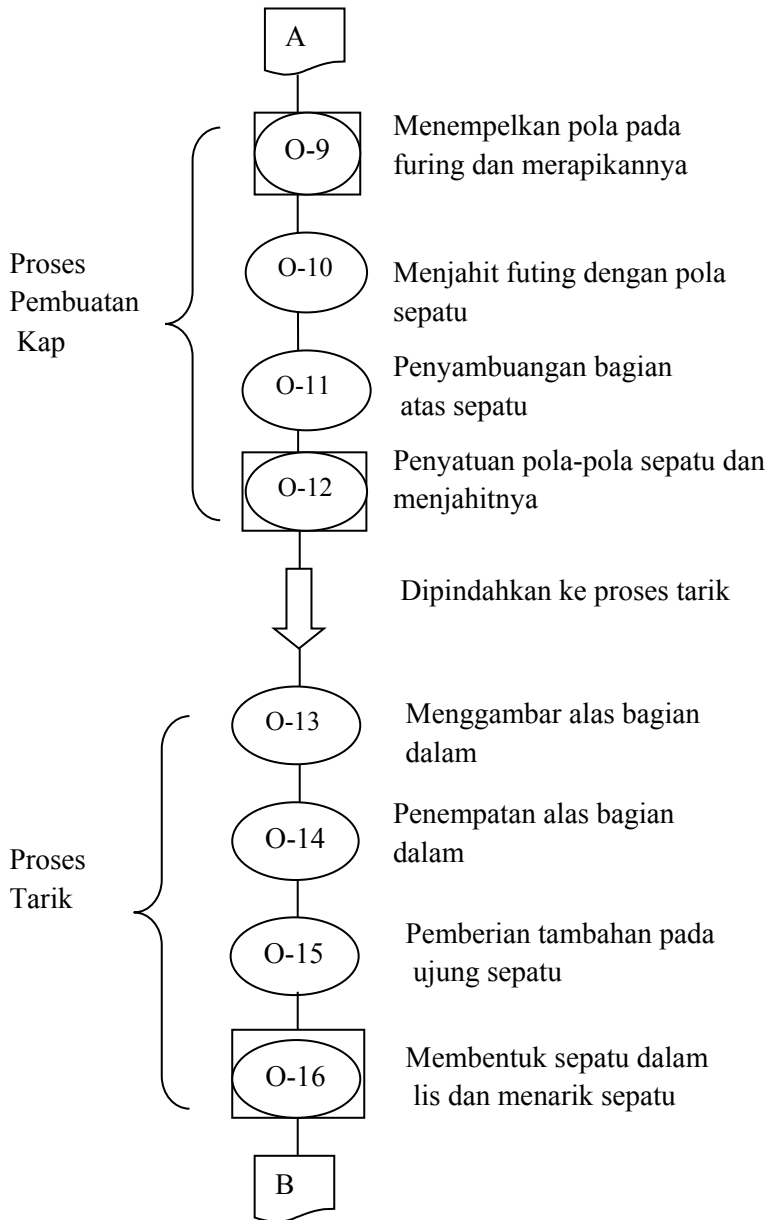 A
O-9
Menempelkan pola pada
furing dan merapikannya
Proses
Pembuatan
Kap
O-10
Menjahit futing dengan pola
sepatu
O-11
Penyambuangan bagian
atas sepatu
O-12
Penyatuan pola-pola sepatu dan
menjahitnya
Dipindahkan ke proses tarik
O-13
Menggambar alas bagian
dalam
O-14
Penempatan alas bagian
dalam
Proses
Tarik
O-15
Pemberian tambahan pada
ujung sepatu
O-16
Membentuk sepatu dalam
lis dan menarik sepatu
B